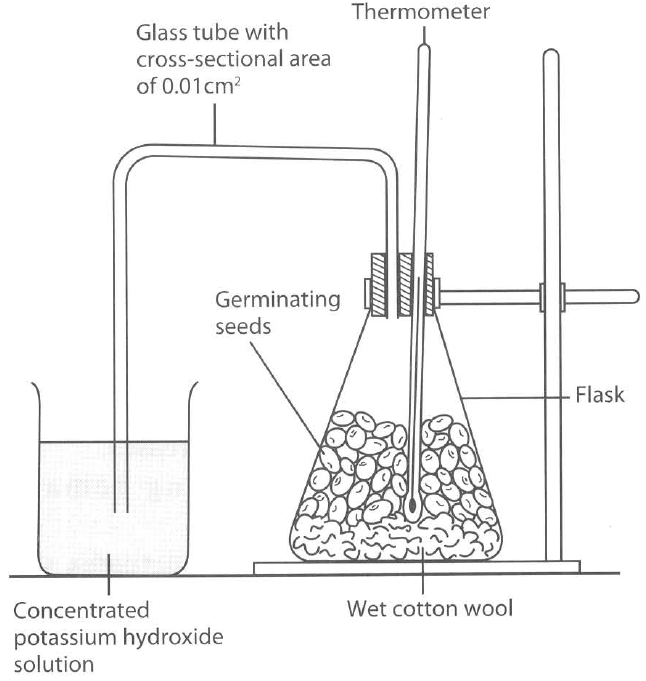 Thermometer
Glass tube with
cross-sectional area
of 0.01cm²
Germinating
seeds
Flask
Concentrated
potassium hydroxide
solution
Wet cotton wool